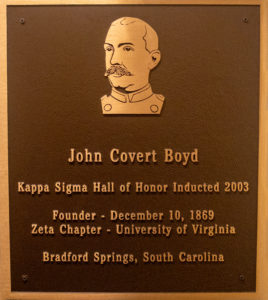 John Covert Boyd
Kappa Sigma Hall of Honor Inducted 2003
Founder - December 10, 1869
Zeta Chapter - University of Virginia
Bradford Springs, South Carolina